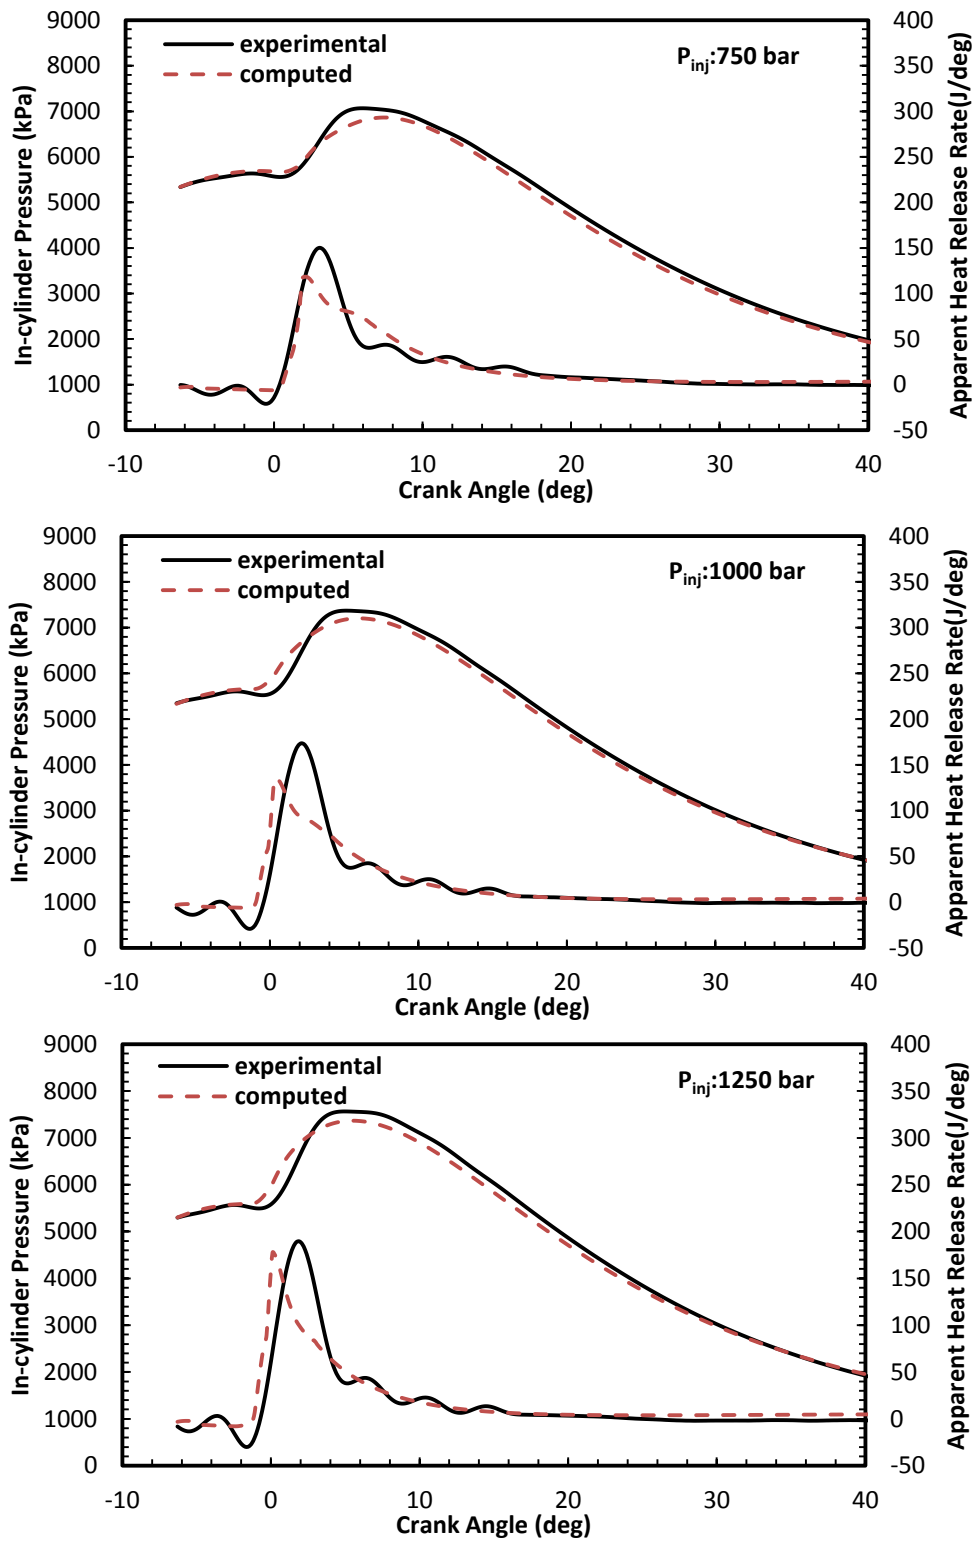 9000
8000
7000
6000
5000
4000
3000
2000
1000
0
In-cylinder Pressure (kPa)
experimental
computed
Pinj:750 bar
400
350
300
250
200
150
100
50
0
-50
Apparent Heat Release Rate(J/deg)
-10 0 10 20 30 40
Crank Angle (deg)
9000
8000
7000
6000
5000
4000
3000
2000
1000
0
In-cylinder Pressure (kPa)
experimental
computed
Pinj:1000 bar
400
350
300
250
200
150
100
50
0
-50
Apparent Heat Release Rate(J/deg)
-10 0 10 20 30 40
Crank Angle (deg)
9000
8000
7000
6000
5000
4000
3000
2000
1000
0
In-cylinder Pressure (kPa)
experimental
computed
Pinj:1250 bar
400
350
300
250
200
150
100
50
0
-50
Apparent Heat Release Rate(J/deg)
-10 0 10 20 30 40
Crank Angle (deg)